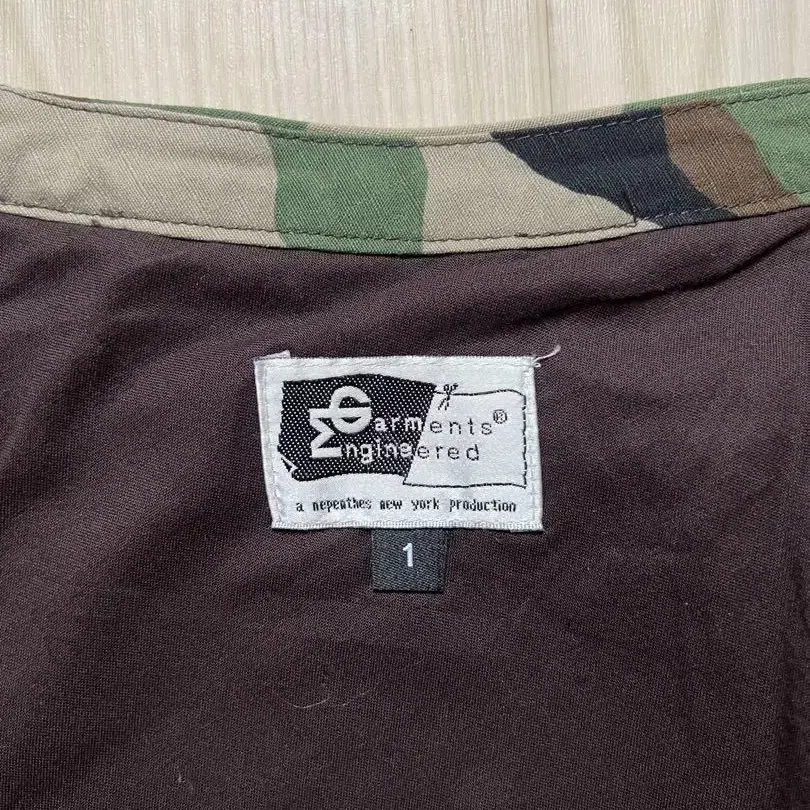 Garments®
Engineered
a nepenthes new york production
1